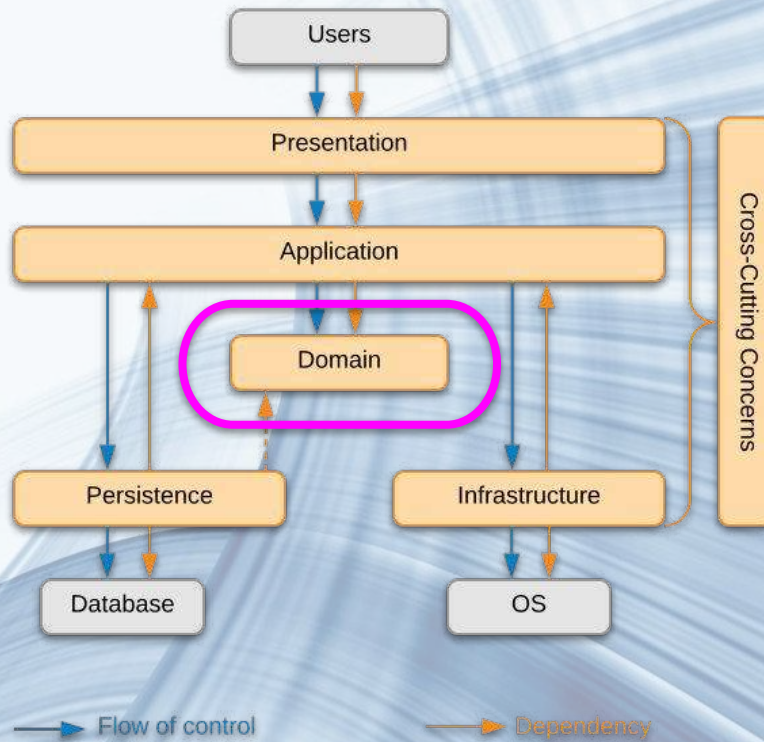 Users
Presentation
Application
Domain
Persistence
Infrastructure
Database
OS
Cross-Cutting Concerns
Flow of control
Dependency